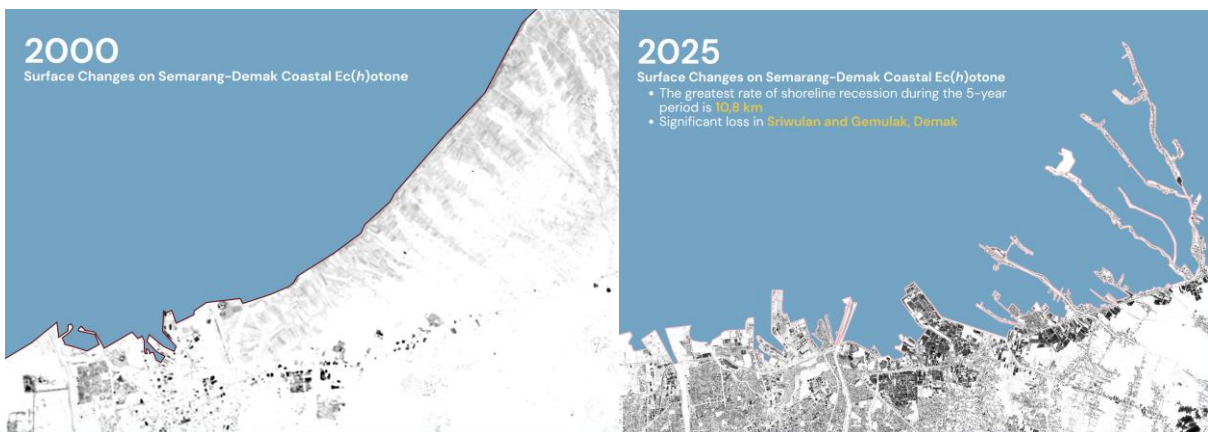 2000
Surface Changes on Semarang-Demak Coastal Ec(h)otone
2025
Surface Changes on Semarang-Demak Coastal Ec(h)otone
• The greatest rate of shoreline recession during the 5-year
period is 10,8 km
• Significant loss in Sriwulan and Gemulak, Demak